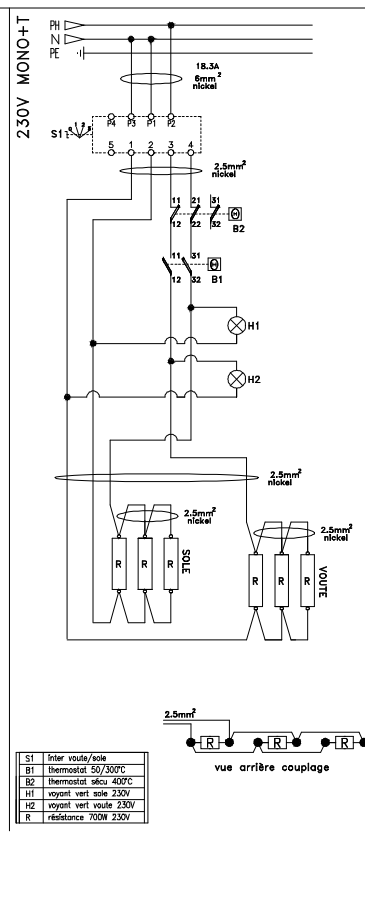 230V MONO+T
PH
N
PE
18.3A
6mm²
nickel
S1
0 1 2 3
P4 P3 P1 P2
5 1 2 3 4
2.5mm²
nickel
11 21 31
12 22 32
B2
11 31
12 32
B1
H1
H2
2.5mm²
nickel
2.5mm²
nickel
R R R
SOLE
2.5mm²
nickel
R R R
VOUTE
2.5mm²
R R R
vue arrière couplage
S1 inter voute/sole
B1 thermostat 50/300°C
B2 thermostat sécu 400°C
H1 voyant vert sole 230V
H2 voyant vert voute 230V
R résistance 700W 230V